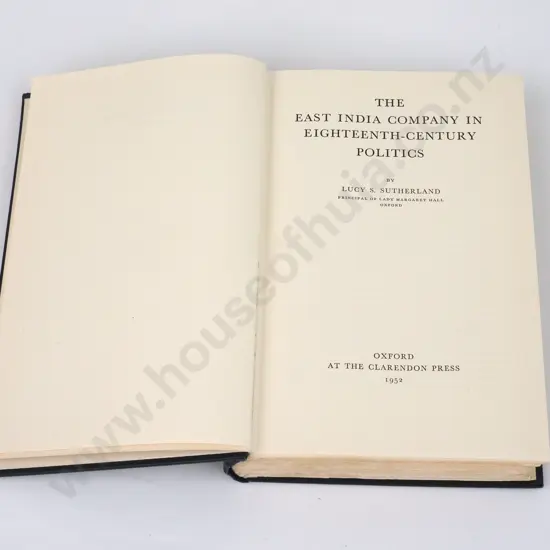 THE
EAST INDIA COMPANY IN
EIGHTEENTH-CENTURY
POLITICS
BY
LUCY S. SUTHERLAND
PRINCIPAL OF LADY MARGARET HALL
OXFORD
OXFORD
AT THE CLARENDON PRESS
1952
www.houseofhuia.co.nz